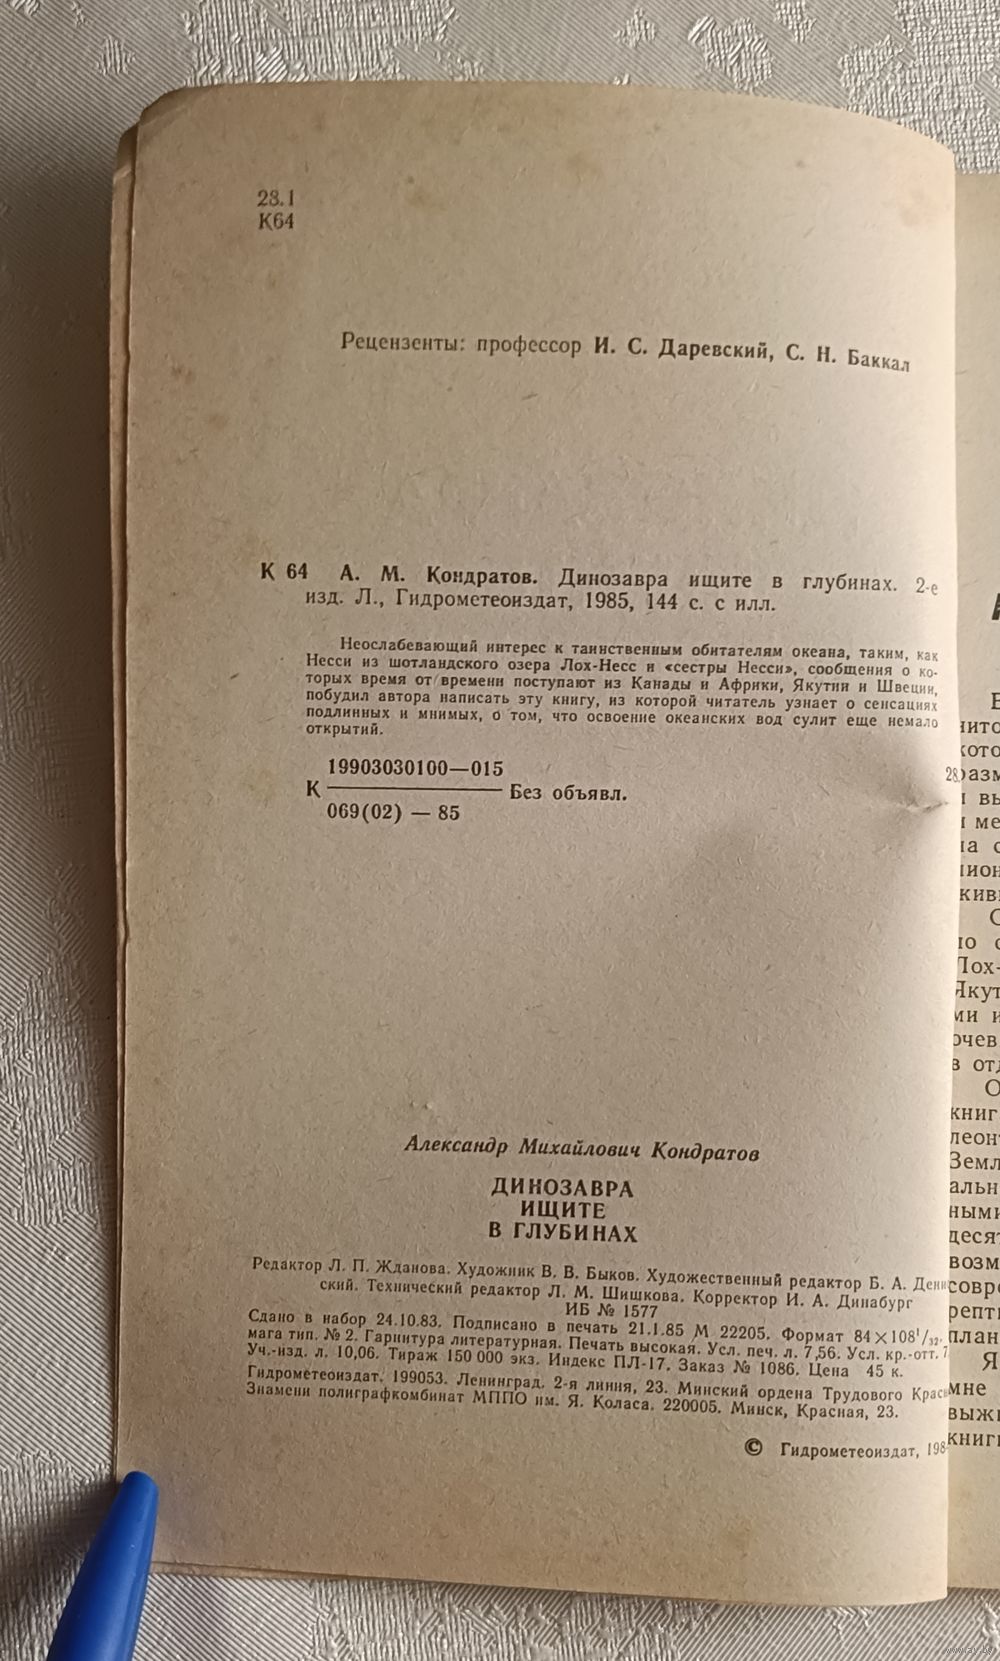 28.1
К64
Рецензенты: профессор И. С. Даревский, С. Н. Баккал
К 64 А. М. Кондратов. Динозавра ищите в глубинах. 2-е
изд. Л., Гидрометеоиздат, 1985, 144 с. с илл.
Неослабевающий интерес к таинственным обитателям океана, таким, как
Несси из шотландского озера Лох-Несс и «сестры Несси», сообщения о ко-
торых время от времени поступают из Канады и Африки, Якутии и Швеции,
побудил автора написать эту книгу, из которой читатель узнает о сенсациях
подлинных и мнимых, о том, что освоение океанских вод сулит еще немало
открытий.
19903030100—015
К Без объявл.
069(02) — 85
28.
Александр Михайлович Кондратов
ДИНОЗАВРА
ИЩИТЕ
В ГЛУБИНАХ
Редактор Л. П. Жданова. Художник В. В. Быков. Художественный редактор Б. А. Дени
ский. Технический редактор Л. М. Шишкова. Корректор И. А. Динабург
ИБ № 1577
Сдано в набор 24.10.83. Подписано в печать 21.1.85 М 22205. Формат 84×108¹/₃₂.
мага тип. № 2. Гарнитура литературная. Печать высокая. Усл. печ. л. 7,56. Усл. кр.-отт. 7
Уч.-изд. л. 10,06. Тираж 150 000 экз. Индекс ПЛ-17. Заказ № 1086. Цена 45 к.
Гидрометеоиздат. 199053. Ленинград. 2-я линия, 23. Минский ордена Трудового Крас
Знамени полиграфкомбинат МППО им. Я. Коласа. 220005. Минск, Красная, 23.
© Гидрометеоиздат, 198